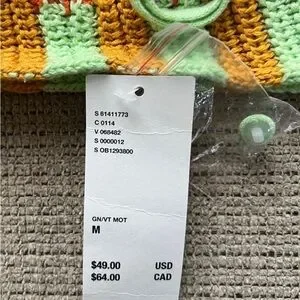 S 61411773
C 0114
V 068482
S 0000012
S OB1293800
GN/VT MOT
M
$49.00 USD
$64.00 CAD